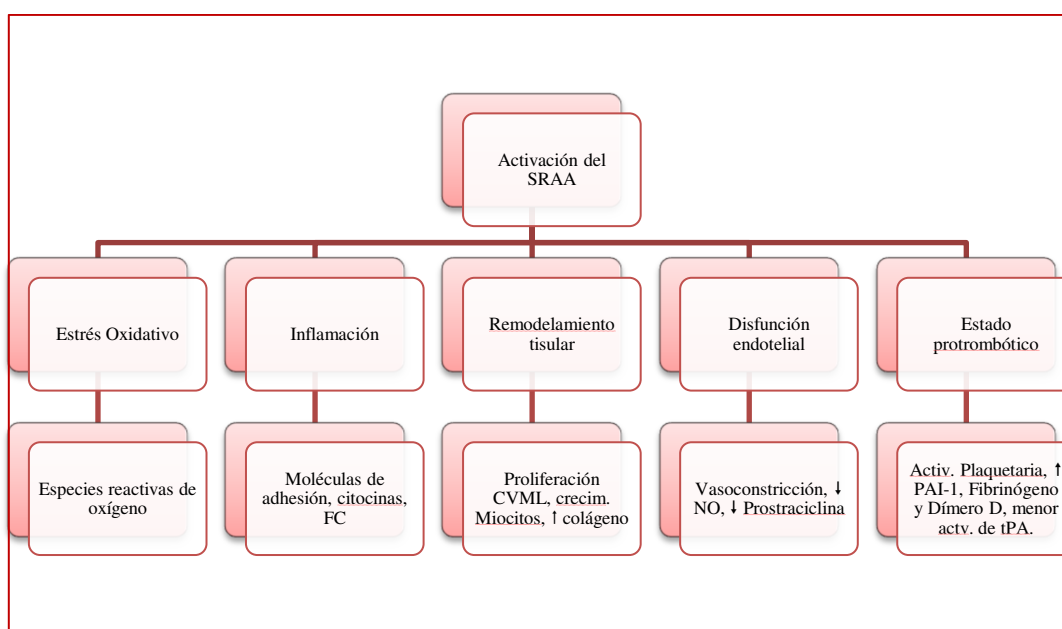 Activación del
SRAA
Estrés Oxidativo
Inflamación
Remodelamiento
tisular
Disfunción
endotelial
Estado
protrombótico
Especies reactivas de
oxígeno
Moléculas de
adhesión, citocinas,
FC
Proliferación
CVML, crecim.
Miocitos, ↑ colágeno
Vasoconstricción, ↓
NO, ↓ Prostraciclina
Activ. Plaquetaria, ↑
PAI-1, Fibrinógeno
y Dímero D, menor
actv. de tPA.